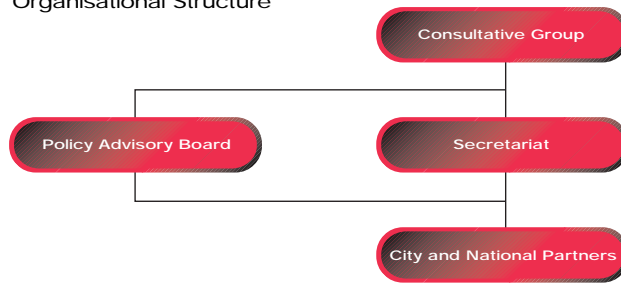 Organisational Structure
Consultative Group
Policy Advisory Board
Secretariat
City and National Partners